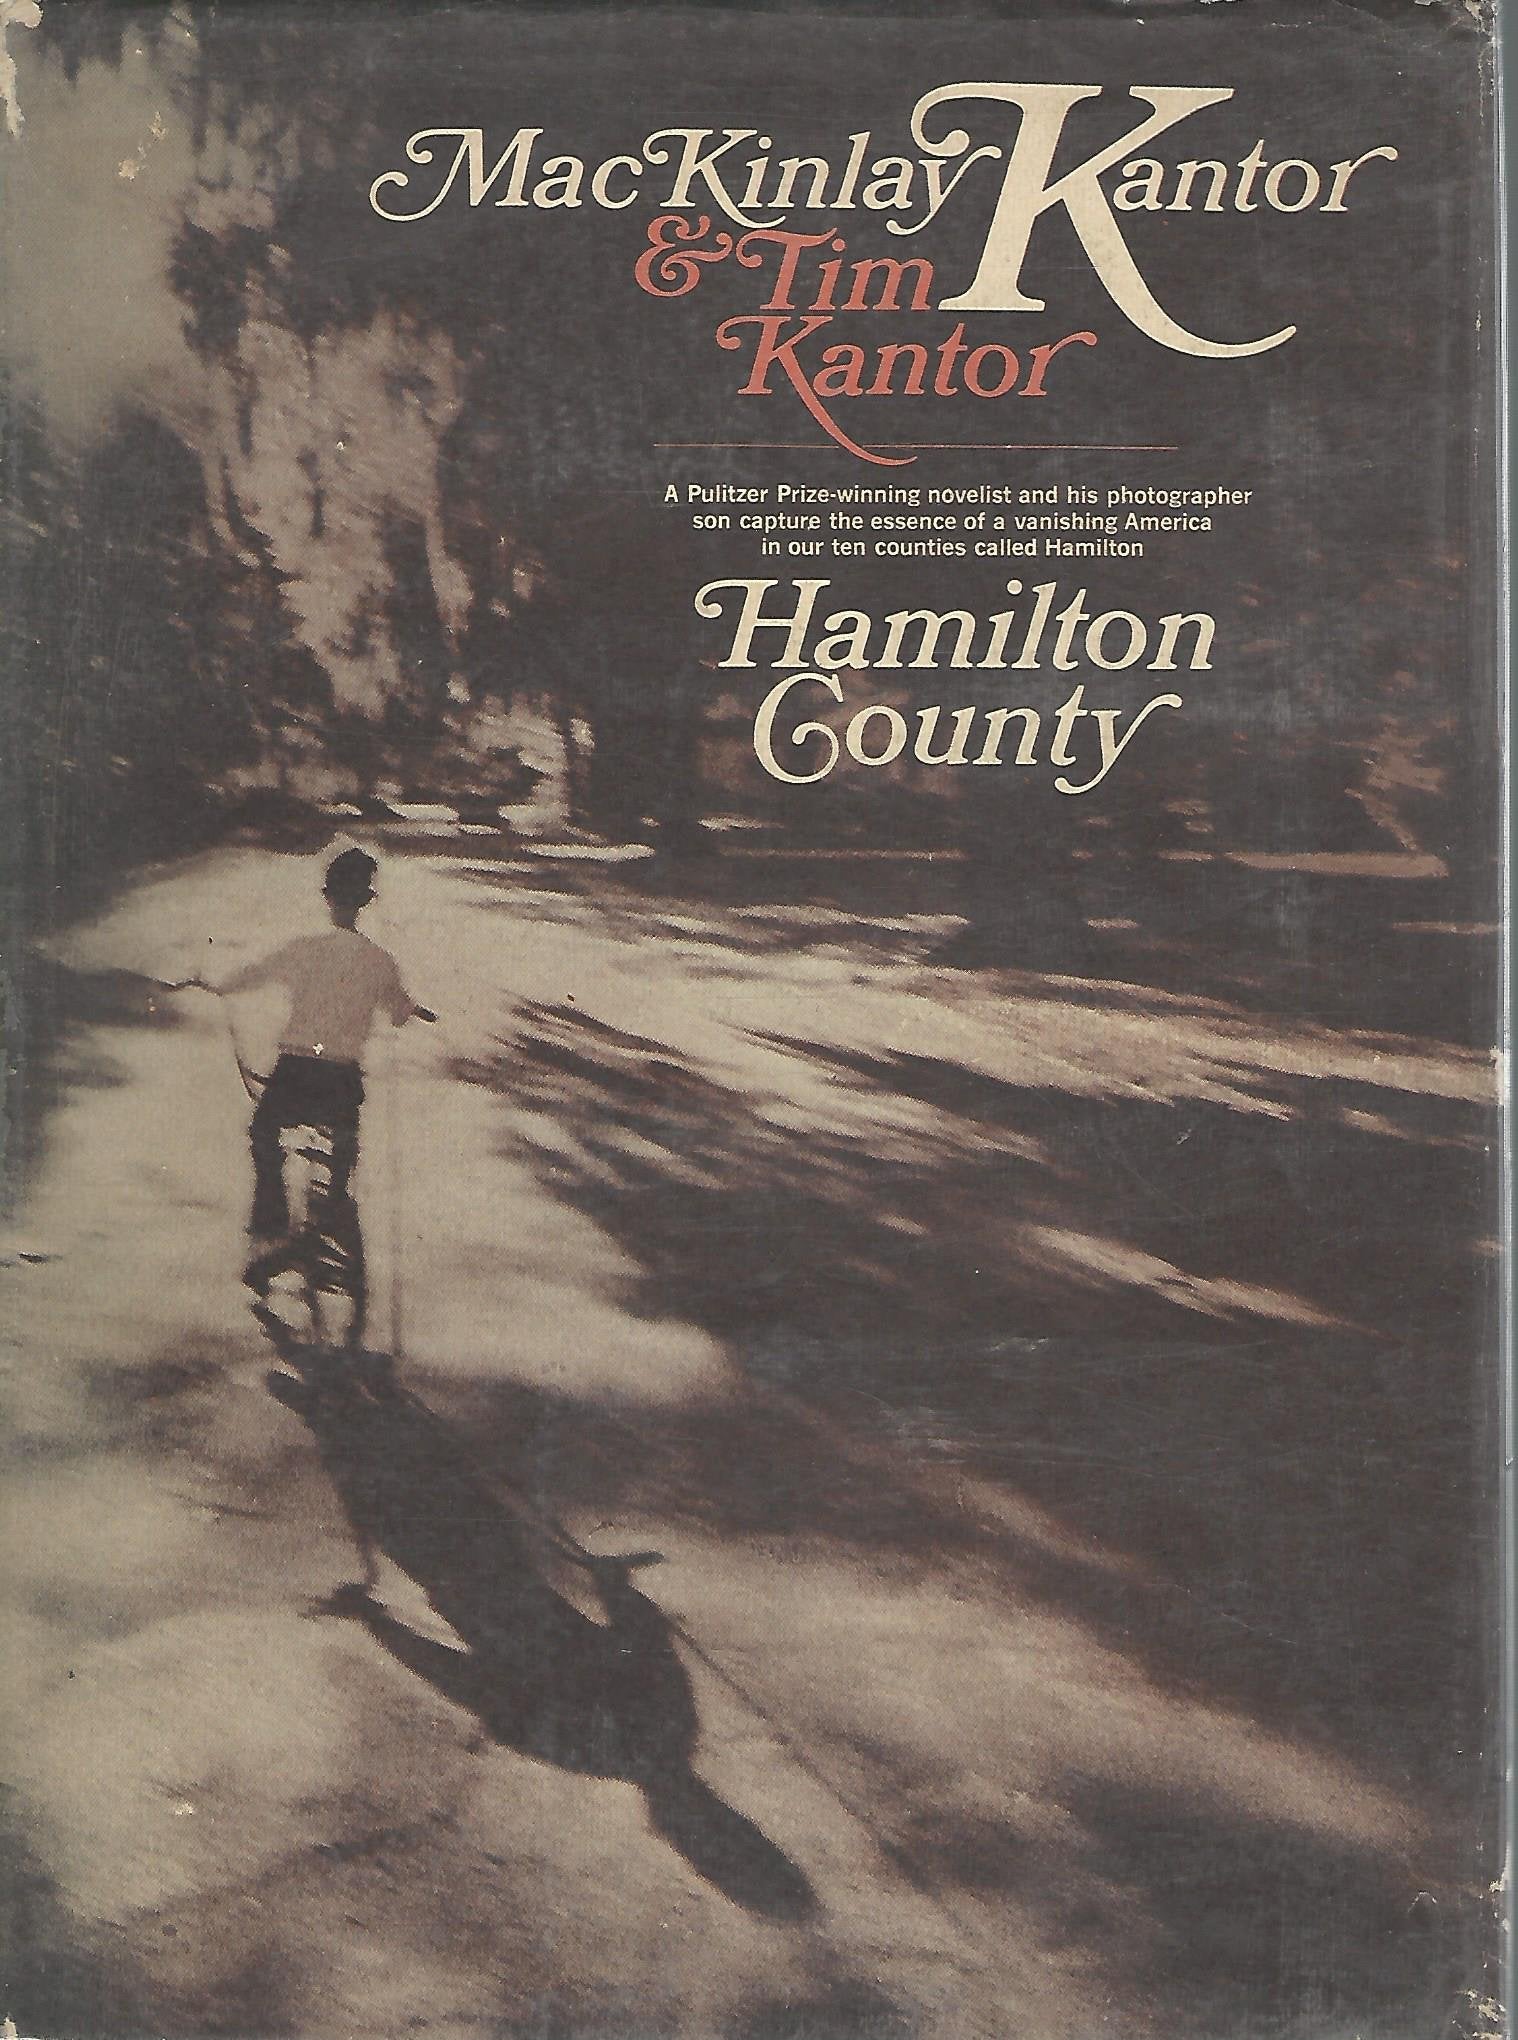 MacKinlay Kantor
& Tim
Kantor
A Pulitzer Prize-winning novelist and his photographer
son capture the essence of a vanishing America
in our ten counties called Hamilton
Hamilton
County